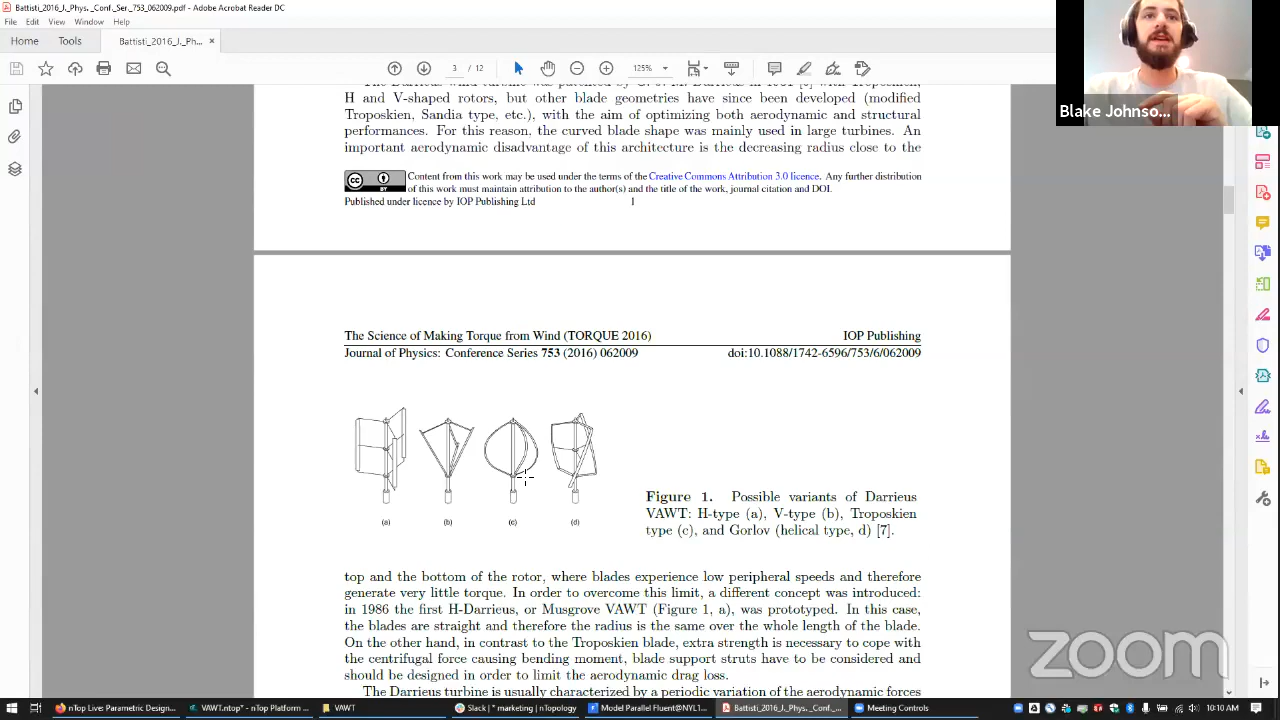 Battisti_2016_J._Phys._Conf._Ser._753_062009.pdf - Adobe Acrobat Reader DC
File Edit View Window Help
Home Tools Battisti_2016_J._Ph... ×
3 / 12 125%
Blake Johnso...
H and V-shaped rotors, but other blade geometries have since been developed (modified
Troposkien, Sandia type, etc.), with the aim of optimizing both aerodynamic and structural
performances. For this reason, the curved blade shape was mainly used in large turbines. An
important aerodynamic disadvantage of this architecture is the decreasing radius close to the
CC BY
Content from this work may be used under the terms of the Creative Commons Attribution 3.0 licence. Any further distribution
of this work must maintain attribution to the author(s) and the title of the work, journal citation and DOI.
Published under licence by IOP Publishing Ltd 1
The Science of Making Torque from Wind (TORQUE 2016) IOP Publishing
Journal of Physics: Conference Series 753 (2016) 062009 doi:10.1088/1742-6596/753/6/062009
(a) (b) (c) (d)
Figure 1. Possible variants of Darrieus
VAWT: H-type (a), V-type (b), Troposkien
type (c), and Gorlov (helical type, d) [7].
top and the bottom of the rotor, where blades experience low peripheral speeds and therefore
generate very little torque. In order to overcome this limit, a different concept was introduced:
in 1986 the first H-Darrieus, or Musgrove VAWT (Figure 1, a), was prototyped. In this case,
the blades are straight and therefore the radius is the same over the whole length of the blade.
On the other hand, in contrast to the Troposkien blade, extra strength is necessary to cope with
the centrifugal force causing bending moment, blade support struts have to be considered and
should be designed in order to limit the aerodynamic drag loss.
The Darrieus turbine is usually characterized by a periodic variation of the aerodynamic forces
zoom
nTop Live: Parametric Design... VAWT.ntop* - nTop Platform ... VAWT Slack | * marketing | nTopology Model Parallel Fluent@NYL1... Battisti_2016_J._Phys._Conf._... Meeting Controls 10:10 AM